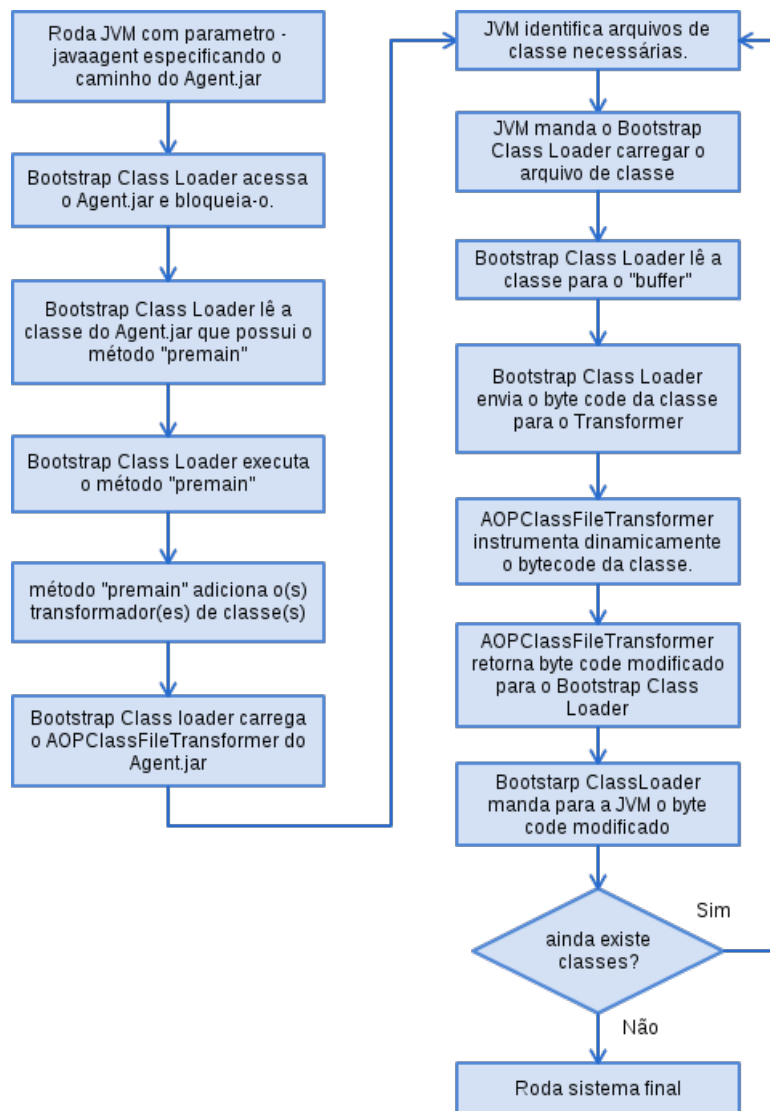 Roda JVM com parametro -
javaagent especificando o
caminho do Agent.jar
Bootstrap Class Loader acessa
o Agent.jar e bloqueia-o.
Bootstrap Class Loader lê a
classe do Agent.jar que possui o
método "premain"
Bootstrap Class Loader executa
o método "premain"
método "premain" adiciona o(s)
transformador(es) de classe(s)
Bootstrap Class loader carrega
o AOPClassFileTransformer do
Agent.jar
JVM identifica arquivos de
classe necessárias.
JVM manda o Bootstrap
Class Loader carregar o
arquivo de classe
Bootstrap Class Loader lê a
classe para o "buffer"
Bootstrap Class Loader
envia o byte code da classe
para o Transformer
AOPClassFileTransformer
instrumenta dinamicamente
o bytecode da classe.
AOPClassFileTransformer
retorna byte code modificado
para o Bootstrap Class
Loader
Bootstarp ClassLoader
manda para a JVM o byte
code modificado
ainda existe
classes?
Sim
Não
Roda sistema final